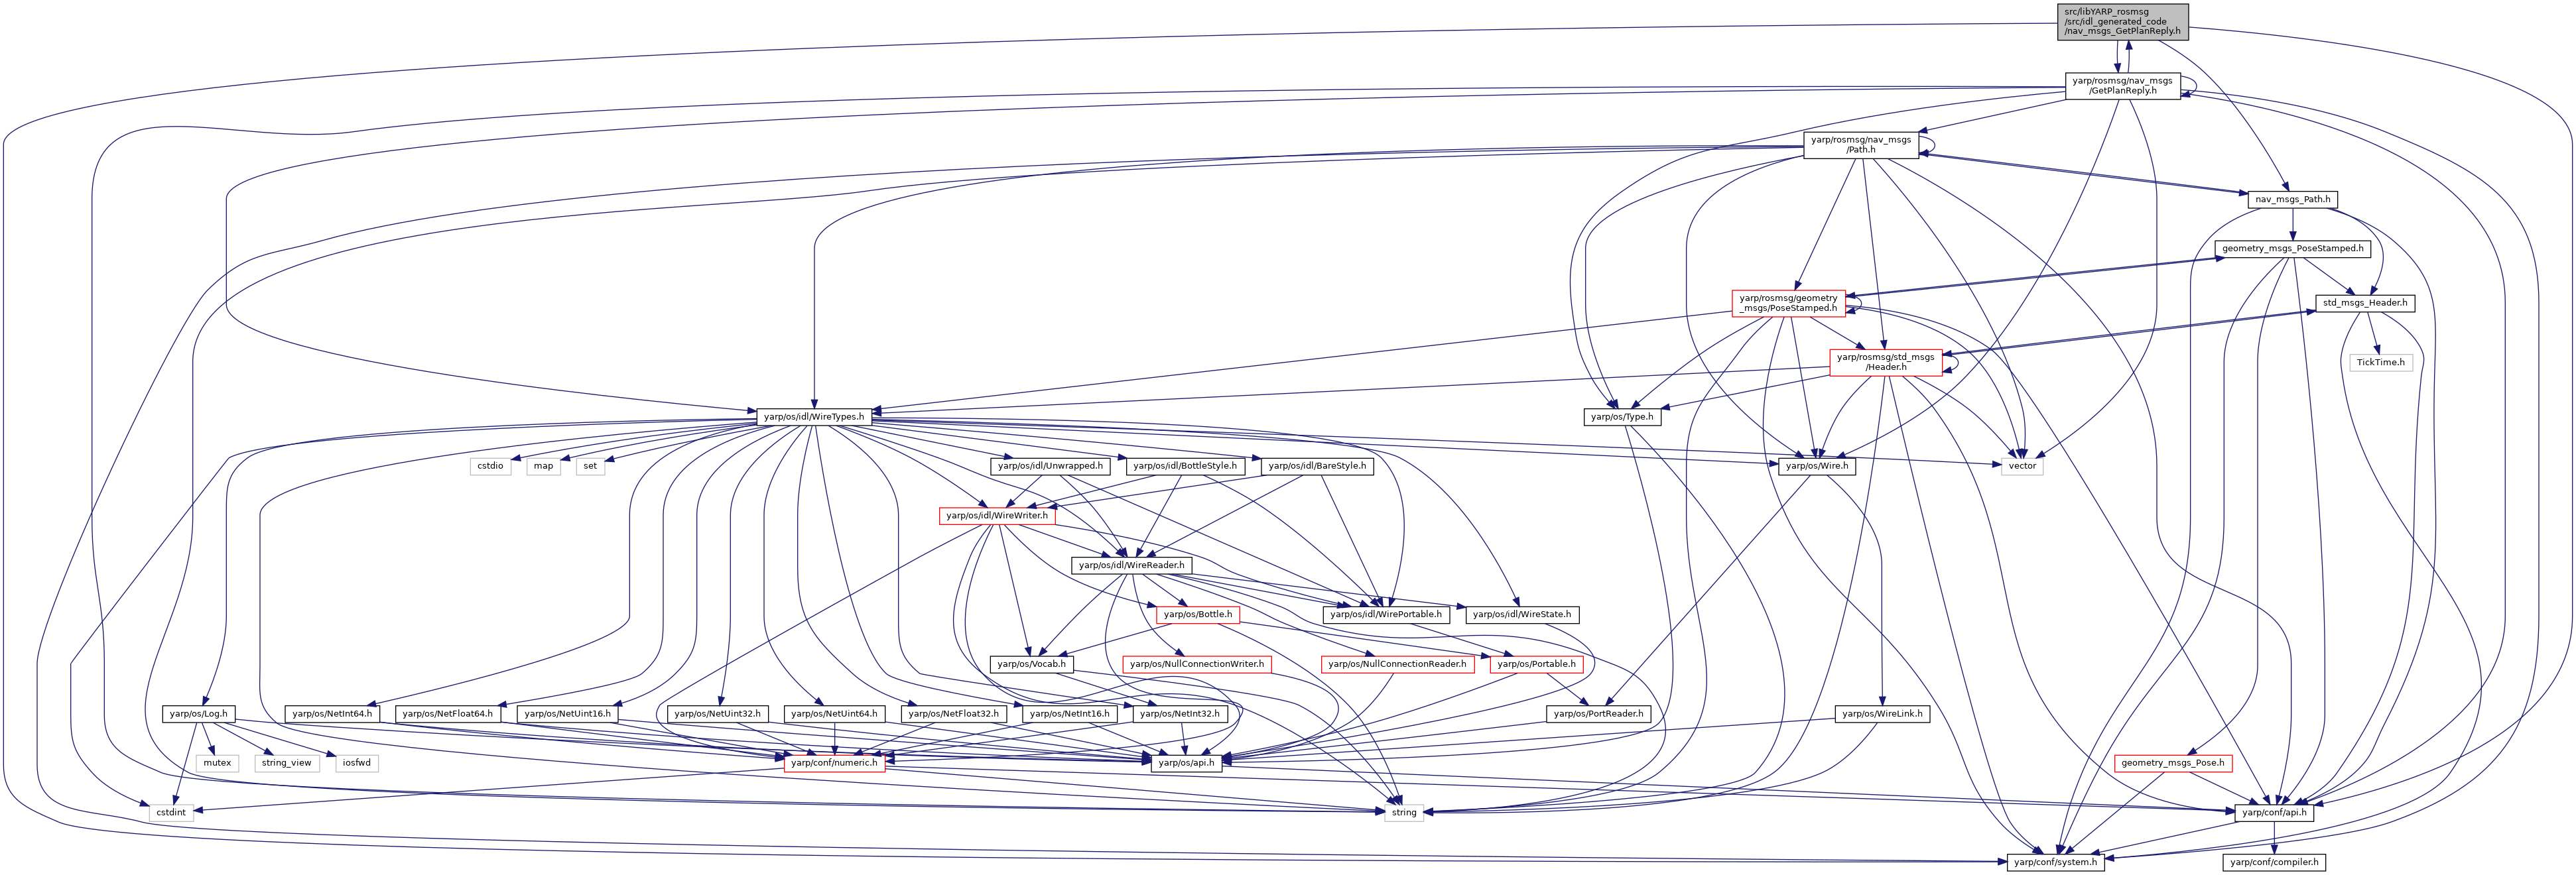 src/libYARP_rosmsg
/src/idl_generated_code
/nav_msgs_GetPlanReply.h
yarp/rosmsg/nav_msgs
/GetPlanReply.h
yarp/rosmsg/nav_msgs
/Path.h
nav_msgs_Path.h
geometry_msgs_PoseStamped.h
yarp/rosmsg/geometry
_msgs/PoseStamped.h
std_msgs_Header.h
yarp/rosmsg/std_msgs
/Header.h
TickTime.h
yarp/os/idl/WireTypes.h
yarp/os/Type.h
cstdio
map
set
yarp/os/idl/Unwrapped.h
yarp/os/idl/BottleStyle.h
yarp/os/idl/BareStyle.h
yarp/os/Wire.h
vector
yarp/os/idl/WireWriter.h
yarp/os/idl/WireReader.h
yarp/os/Bottle.h
yarp/os/idl/WirePortable.h
yarp/os/idl/WireState.h
yarp/os/Vocab.h
yarp/os/NullConnectionWriter.h
yarp/os/NullConnectionReader.h
yarp/os/Portable.h
yarp/os/Log.h
yarp/os/NetInt64.h
yarp/os/NetFloat64.h
yarp/os/NetUint16.h
yarp/os/NetUint32.h
yarp/os/NetUint64.h
yarp/os/NetFloat32.h
yarp/os/NetInt16.h
yarp/os/NetInt32.h
yarp/os/PortReader.h
yarp/os/WireLink.h
mutex
string_view
iosfwd
yarp/conf/numeric.h
yarp/os/api.h
geometry_msgs_Pose.h
cstdint
string
yarp/conf/api.h
yarp/conf/system.h
yarp/conf/compiler.h